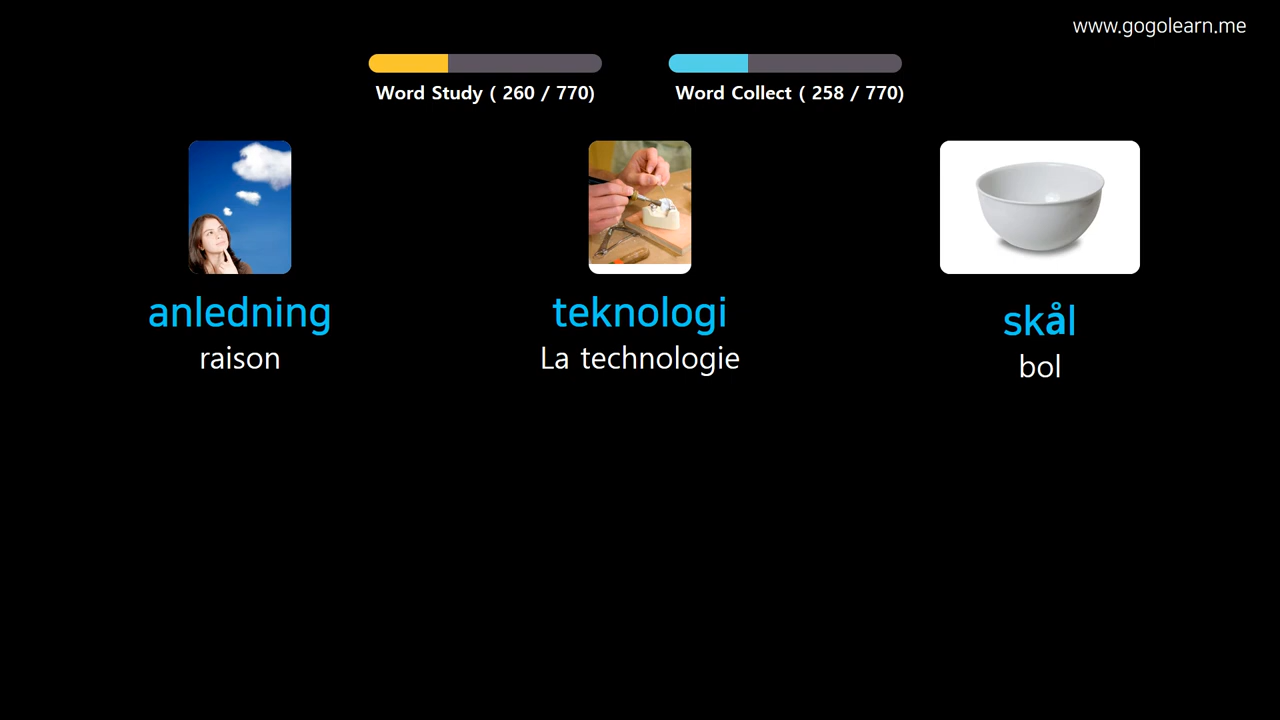 www.gogolearn.me
Word Study ( 260 / 770)
Word Collect ( 258 / 770)
anledning
raison
teknologi
La technologie
skål
bol